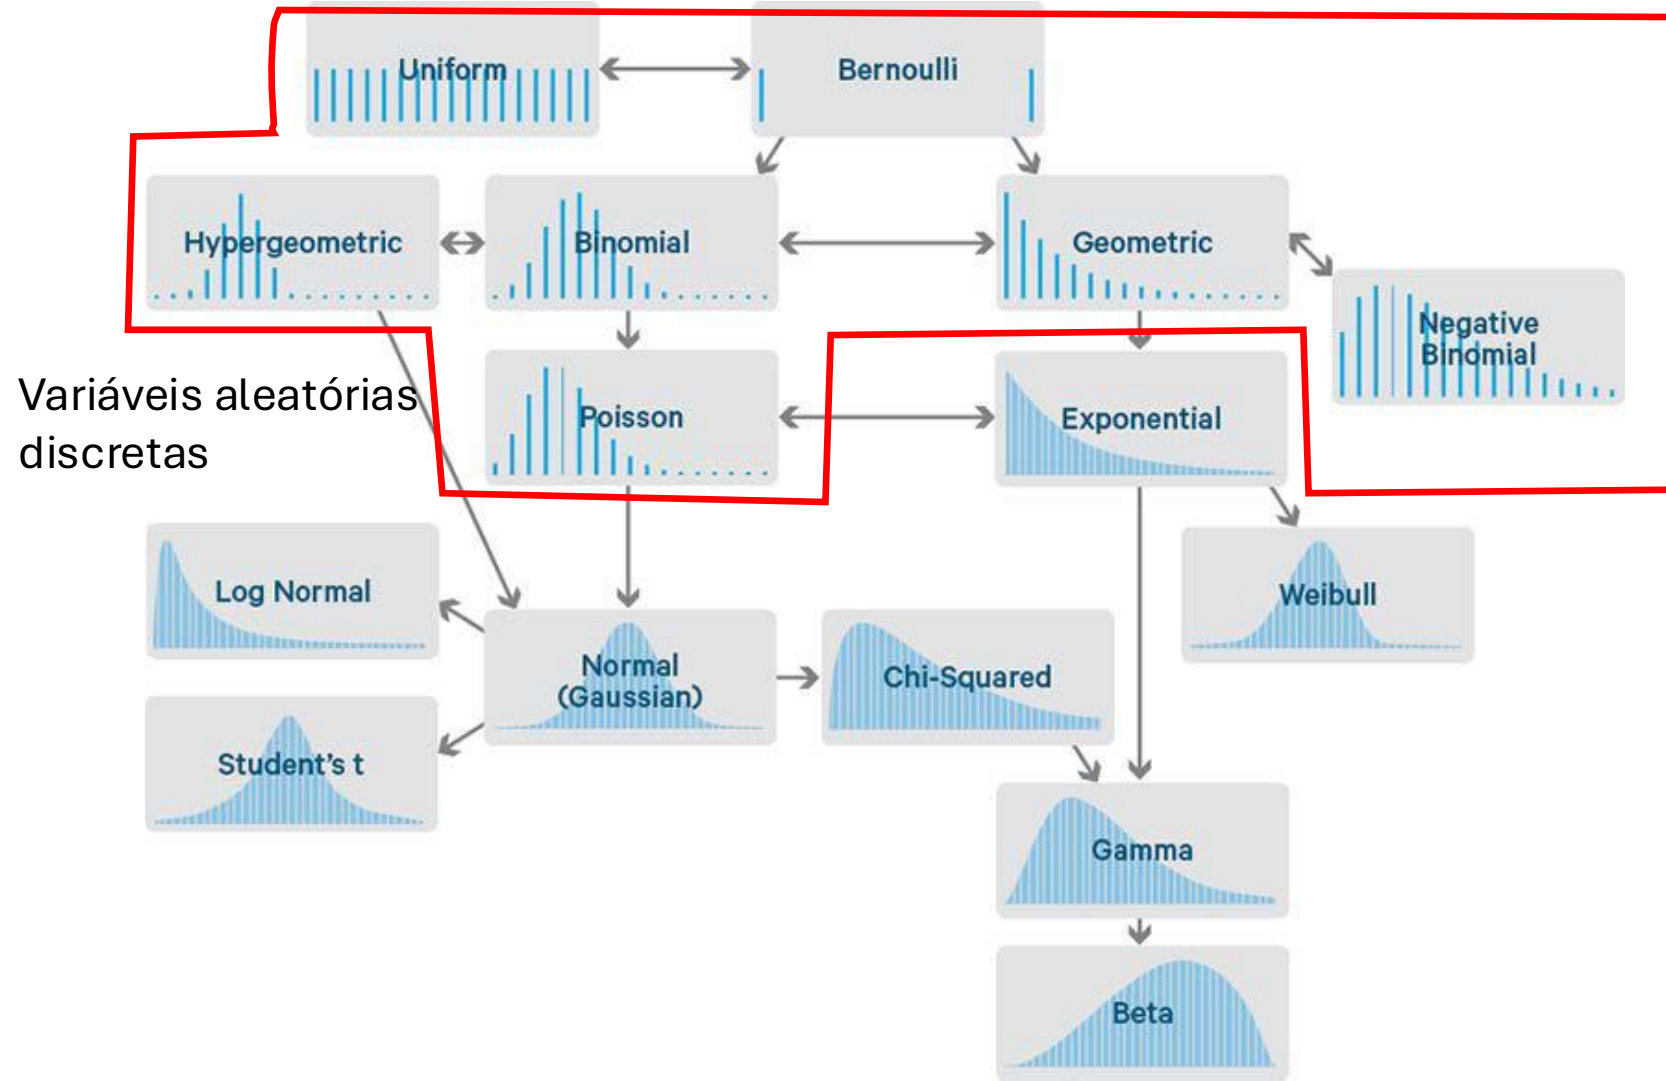 Uniform
Bernoulli
Hypergeometric
Binomial
Geometric
Negative
Binomial
Variáveis aleatórias
discretas
Poisson
Exponential
Log Normal
Weibull
Normal
(Gaussian)
Chi-Squared
Student's t
Gamma
Beta